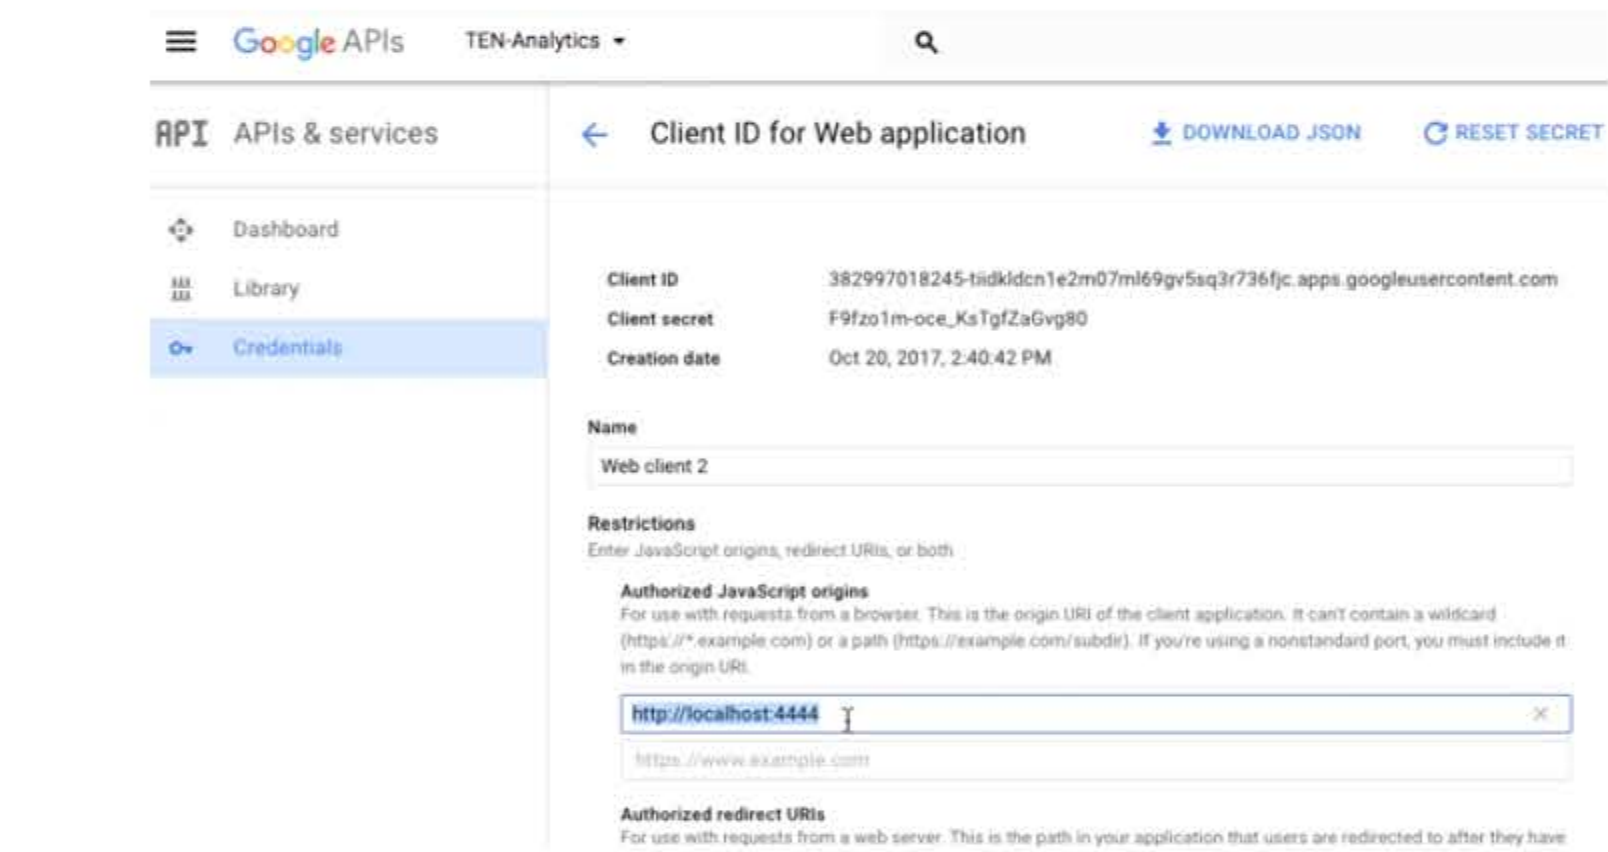 Google APIs TEN-Analytics
API APIs & services
Client ID for Web application DOWNLOAD JSON RESET SECRET
Dashboard
Library
Credentials
Client ID 382997018245-tiidkldcn1e2m07ml69gv5sq3r736fjc.apps.googleusercontent.com
Client secret F9fzo1m-oce_KsTgfZaGvg80
Creation date Oct 20, 2017, 2:40:42 PM
Name
Web client 2
Restrictions
Enter JavaScript origins, redirect URIs, or both
Authorized JavaScript origins
For use with requests from a browser. This is the origin URI of the client application. It can't contain a wildcard
(https://*.example.com) or a path (https://example.com/subdir). If you're using a nonstandard port, you must include it
in the origin URI.
http://localhost:4444
https://www.example.com
Authorized redirect URIs
For use with requests from a web server. This is the path in your application that users are redirected to after they have